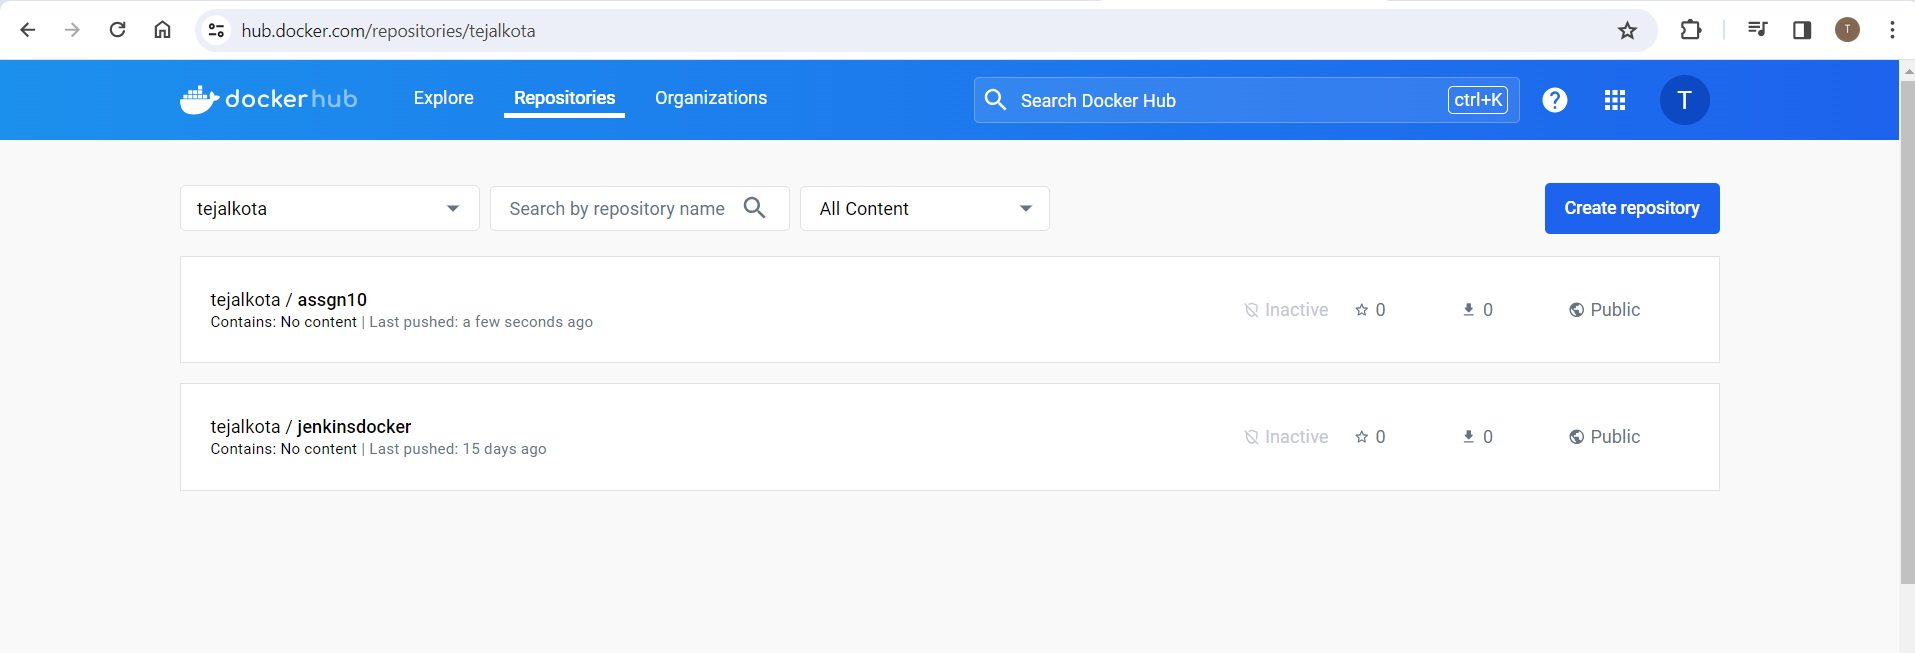 hub.docker.com/repositories/tejalkota
T
dockerhub Explore Repositories Organizations Search Docker Hub ctrl+K ? T
tejalkota Search by repository name All Content Create repository
tejalkota / assgn10
Contains: No content | Last pushed: a few seconds ago
Inactive 0 0 Public
tejalkota / jenkinsdocker
Contains: No content | Last pushed: 15 days ago
Inactive 0 0 Public